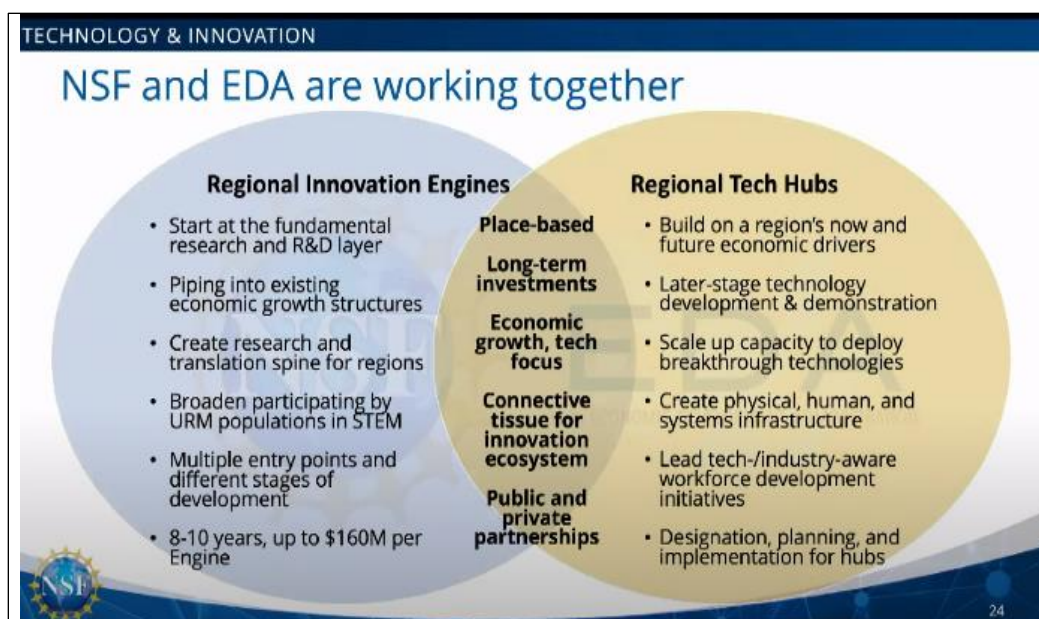 TECHNOLOGY & INNOVATION
NSF and EDA are working together
Regional Innovation Engines
• Start at the fundamental
research and R&D layer
• Piping into existing
economic growth structures
• Create research and
translation spine for regions
• Broaden participating by
URM populations in STEM
• Multiple entry points and
different stages of
development
• 8-10 years, up to $160M per
Engine
Place-based
Long-term
investments
Economic
growth, tech
focus
Connective
tissue for
innovation
ecosystem
Public and
private
partnerships
Regional Tech Hubs
• Build on a region's now and
future economic drivers
• Later-stage technology
development & demonstration
• Scale up capacity to deploy
breakthrough technologies
• Create physical, human, and
systems infrastructure
• Lead tech-/industry-aware
workforce development
initiatives
• Designation, planning, and
implementation for hubs
NSF
EDA
NSF
24